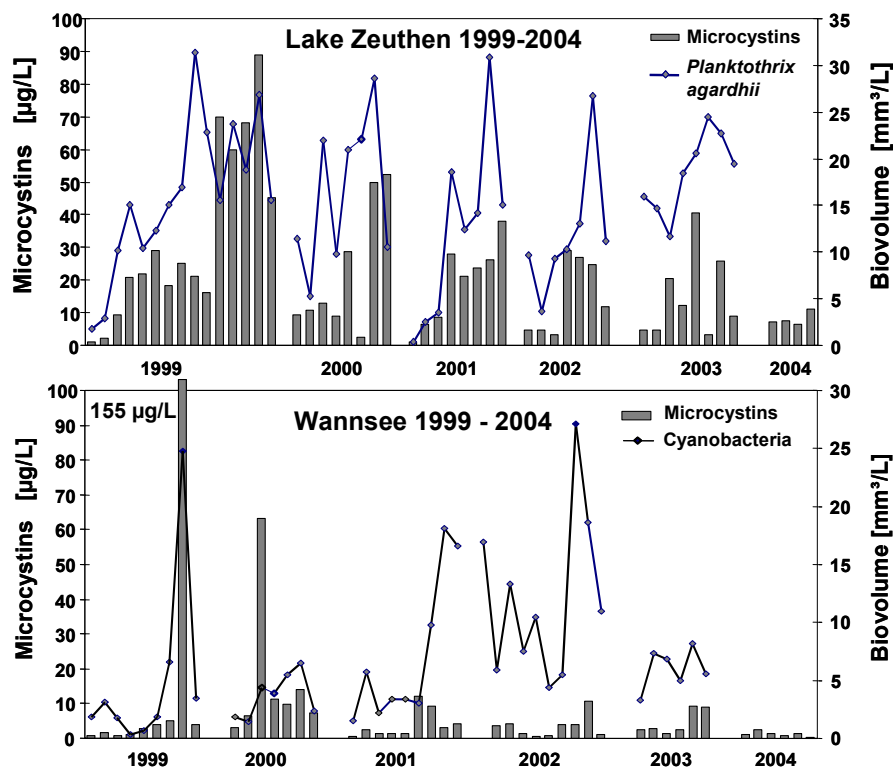 Lake Zeuthen 1999-2004
Microcystins
Planktothrix
agardhii
Microcystins [µg/L]
100
90
80
70
60
50
40
30
20
10
0
Biovolume [mm³/L]
35
30
25
20
15
10
5
0
1999 2000 2001 2002 2003 2004
155 µg/L
Wannsee 1999 - 2004
Microcystins
Cyanobacteria
Microcystins [µg/L]
100
90
80
70
60
50
40
30
20
10
0
Biovolume [mm³/L]
30
25
20
15
10
5
0
1999 2000 2001 2002 2003 2004